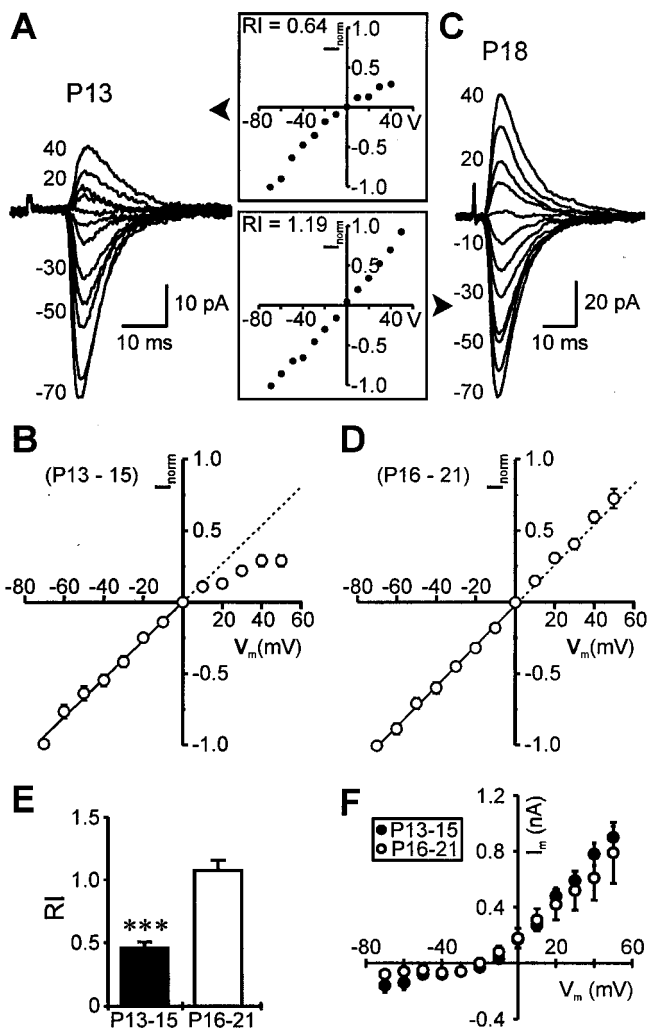 A
P13
40
20
-30
-50
-70
10 pA
10 ms
RI = 0.64
Inorm
1.0
0.5
-80 -40 40 V
-0.5
-1.0
RI = 1.19
Inorm
1.0
0.5
-80 -40 40 V
-0.5
-1.0
C
P18
40
20
-10
-30
-50
-70
20 pA
10 ms
B
(P13 - 15)
Inorm
1.0
0.5
-80 -60 -40 -20
20 40 60
Vm(mV)
-0.5
-1.0
D
(P16 - 21)
Inorm
1.0
0.5
-80 -60 -40 -20
20 40 60
Vm(mV)
-0.5
-1.0
E
RI
1.5
1.0
0.5
0
***
P13-15 P16-21
F
P13-15
P16-21
Im (nA)
1.2
0.8
0.4
-80 -40 20 60
Vm (mV)
-0.4